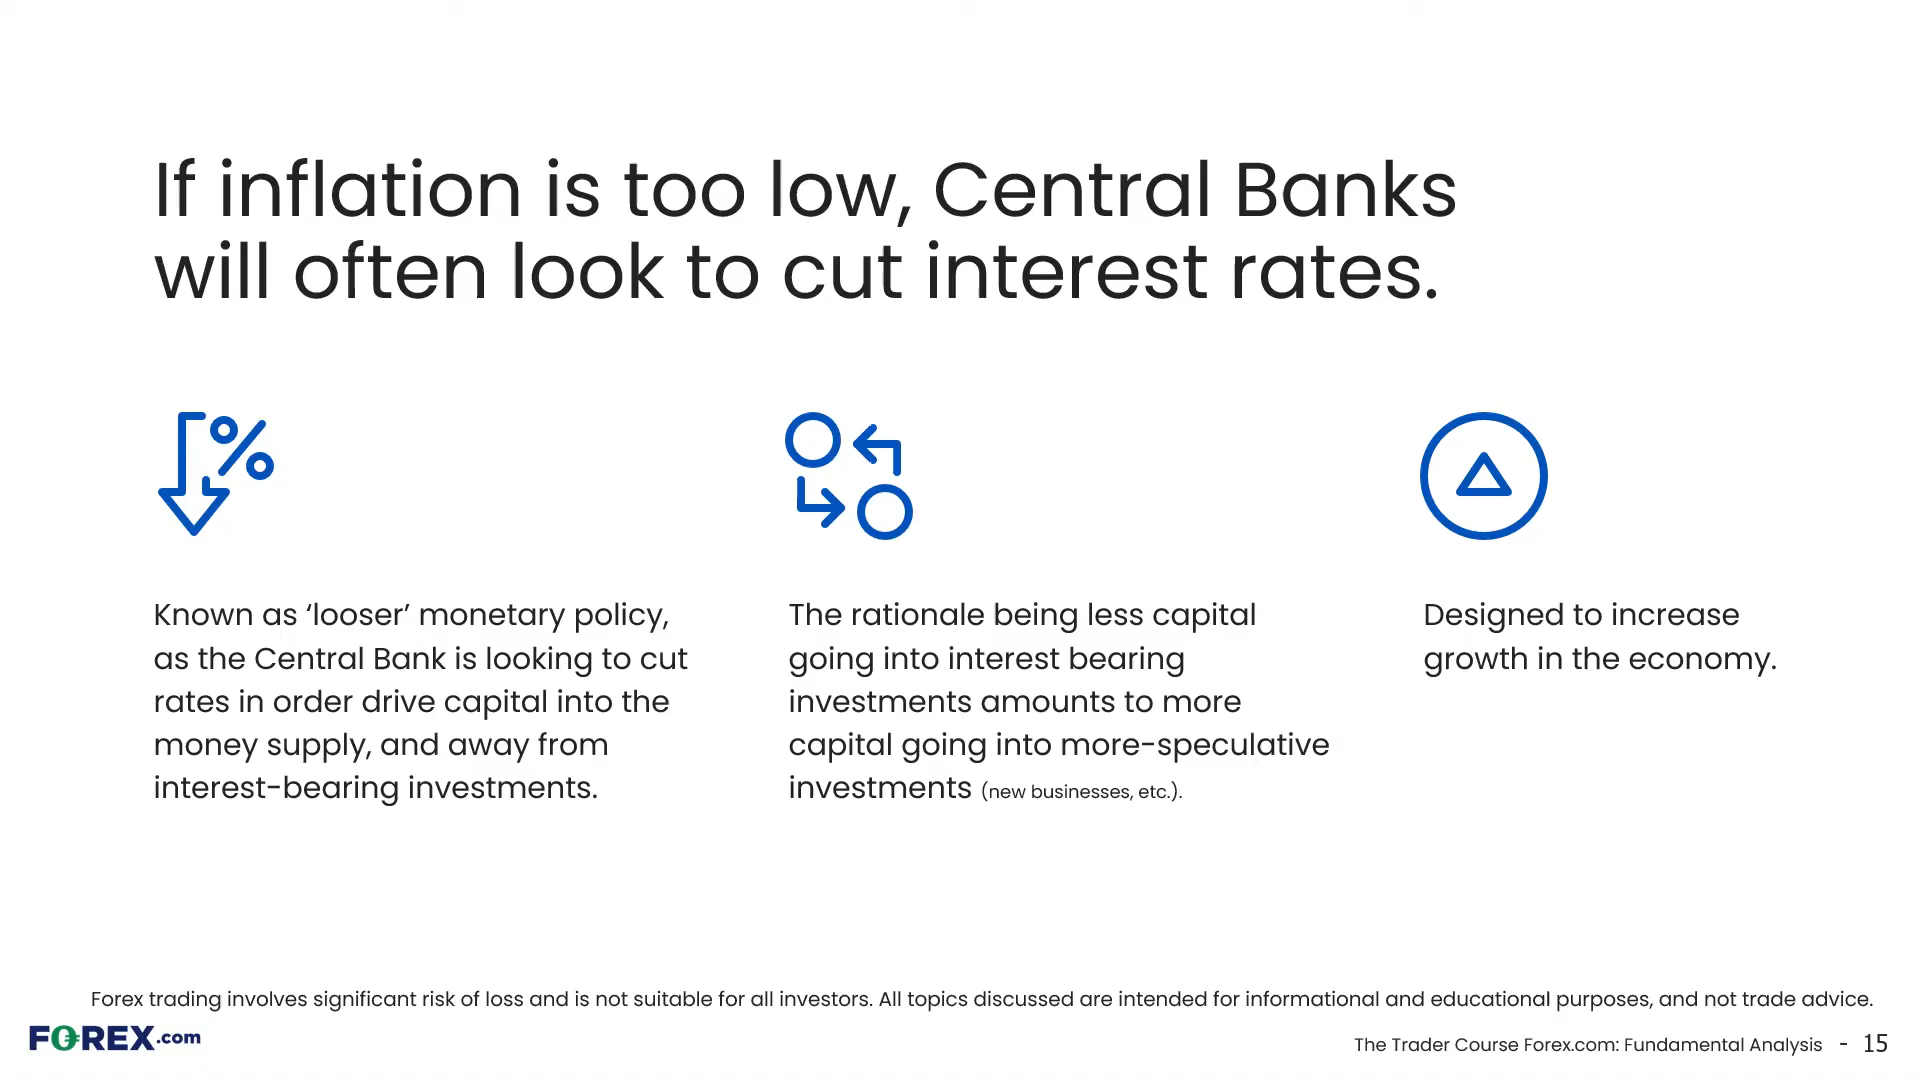 If inflation is too low, Central Banks
will often look to cut interest rates.
Known as ‘looser’ monetary policy,
as the Central Bank is looking to cut
rates in order drive capital into the
money supply, and away from
interest-bearing investments.
The rationale being less capital
going into interest bearing
investments amounts to more
capital going into more-speculative
investments (new businesses, etc.).
Designed to increase
growth in the economy.
Forex trading involves significant risk of loss and is not suitable for all investors. All topics discussed are intended for informational and educational purposes, and not trade advice.
FOREX.com
The Trader Course Forex.com: Fundamental Analysis - 15